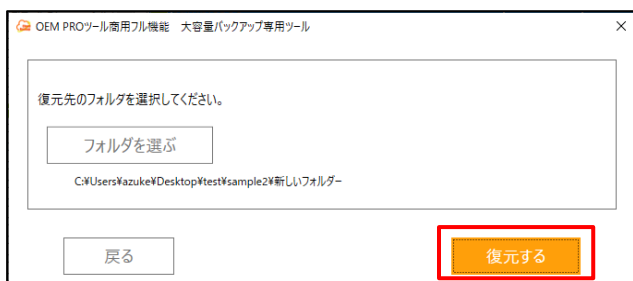 OEM PROツール商用フル機能　大容量バックアップ専用ツール
復元先のフォルダを選択してください。
フォルダを選ぶ
C:¥Users¥azuke¥Desktop¥test¥sample2¥新しいフォルダー
戻る
復元する